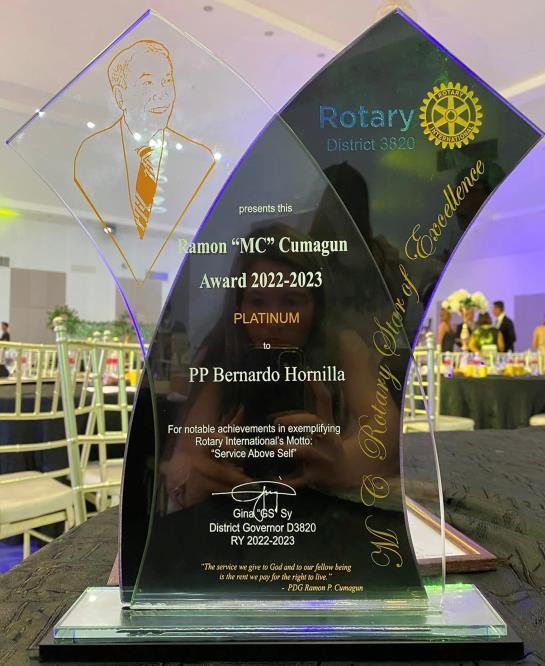 Rotary
District 3820
ROTARY
INTERNATIONAL
presents this
Ramon “MC” Cumagun
Award 2022-2023
PLATINUM
to
PP Bernardo Hornilla
For notable achievements in exemplifying
Rotary International's Motto:
“Service Above Self”
Gina “GS” Sy
District Governor D3820
RY 2022-2023
“The service we give to God and to our fellow being
is the rent we pay for the right to live.”
- PDG Ramon P. Cumagun
M C Rotary Star of Excellence